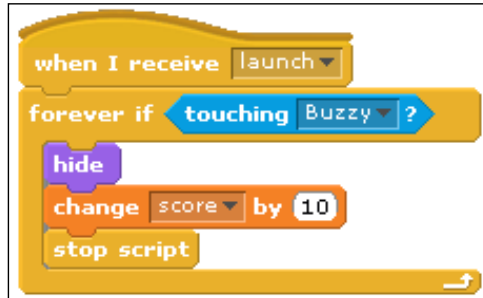 when I receive launch
forever if touching Buzzy ?
hide
change score by 10
stop script